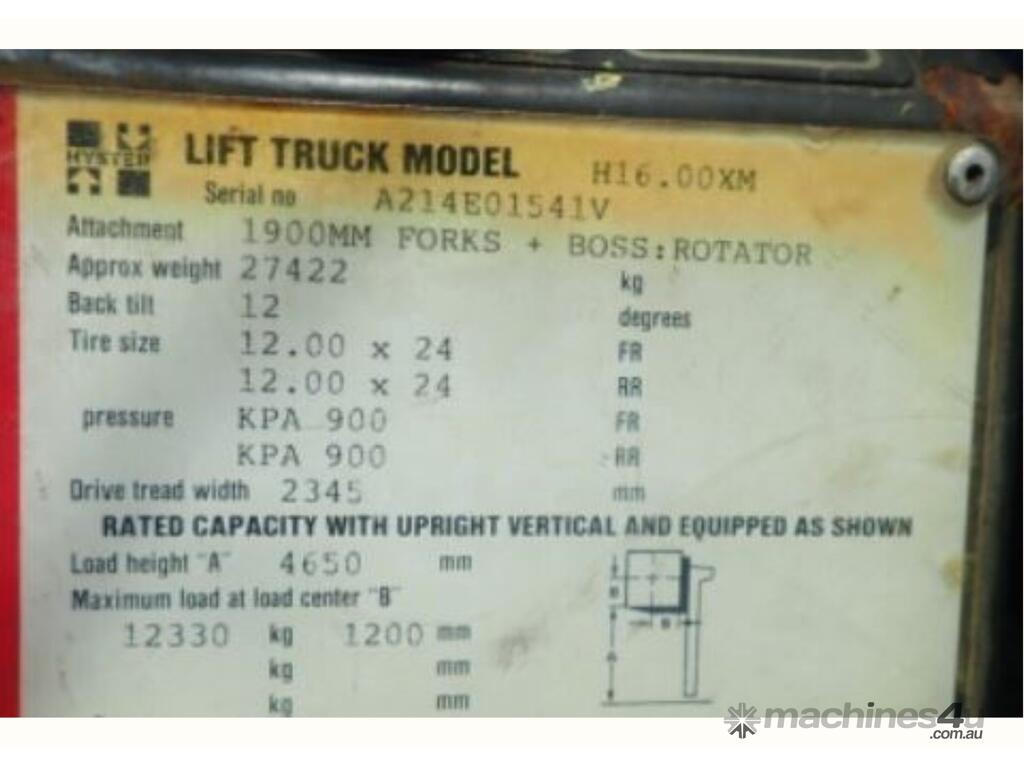 HYSTER
LIFT TRUCK MODEL H16.00XM
Serial no A214E01541V
Attachment 1900MM FORKS + BOSS:ROTATOR
Approx weight 27422 kg
Back tilt 12 degrees
Tire size 12.00 x 24 FR
12.00 x 24 RR
pressure KPA 900 FR
KPA 900 RR
Drive tread width 2345 mm
RATED CAPACITY WITH UPRIGHT VERTICAL AND EQUIPPED AS SHOWN
Load height "A" 4650 mm
Maximum load at load center "B"
12330 kg 1200 mm
kg mm
kg mm
B
B
A
machines4u
.com.au